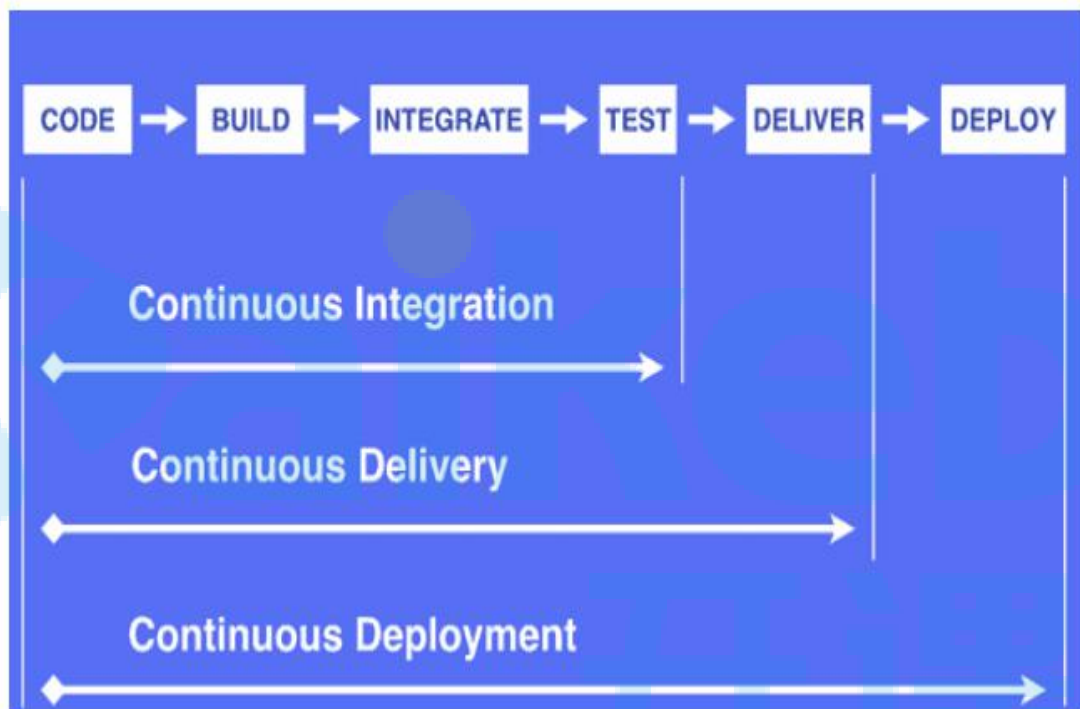 CODE BUILD INTEGRATE TEST DELIVER DEPLOY
Continuous Integration
Continuous Delivery
Continuous Deployment